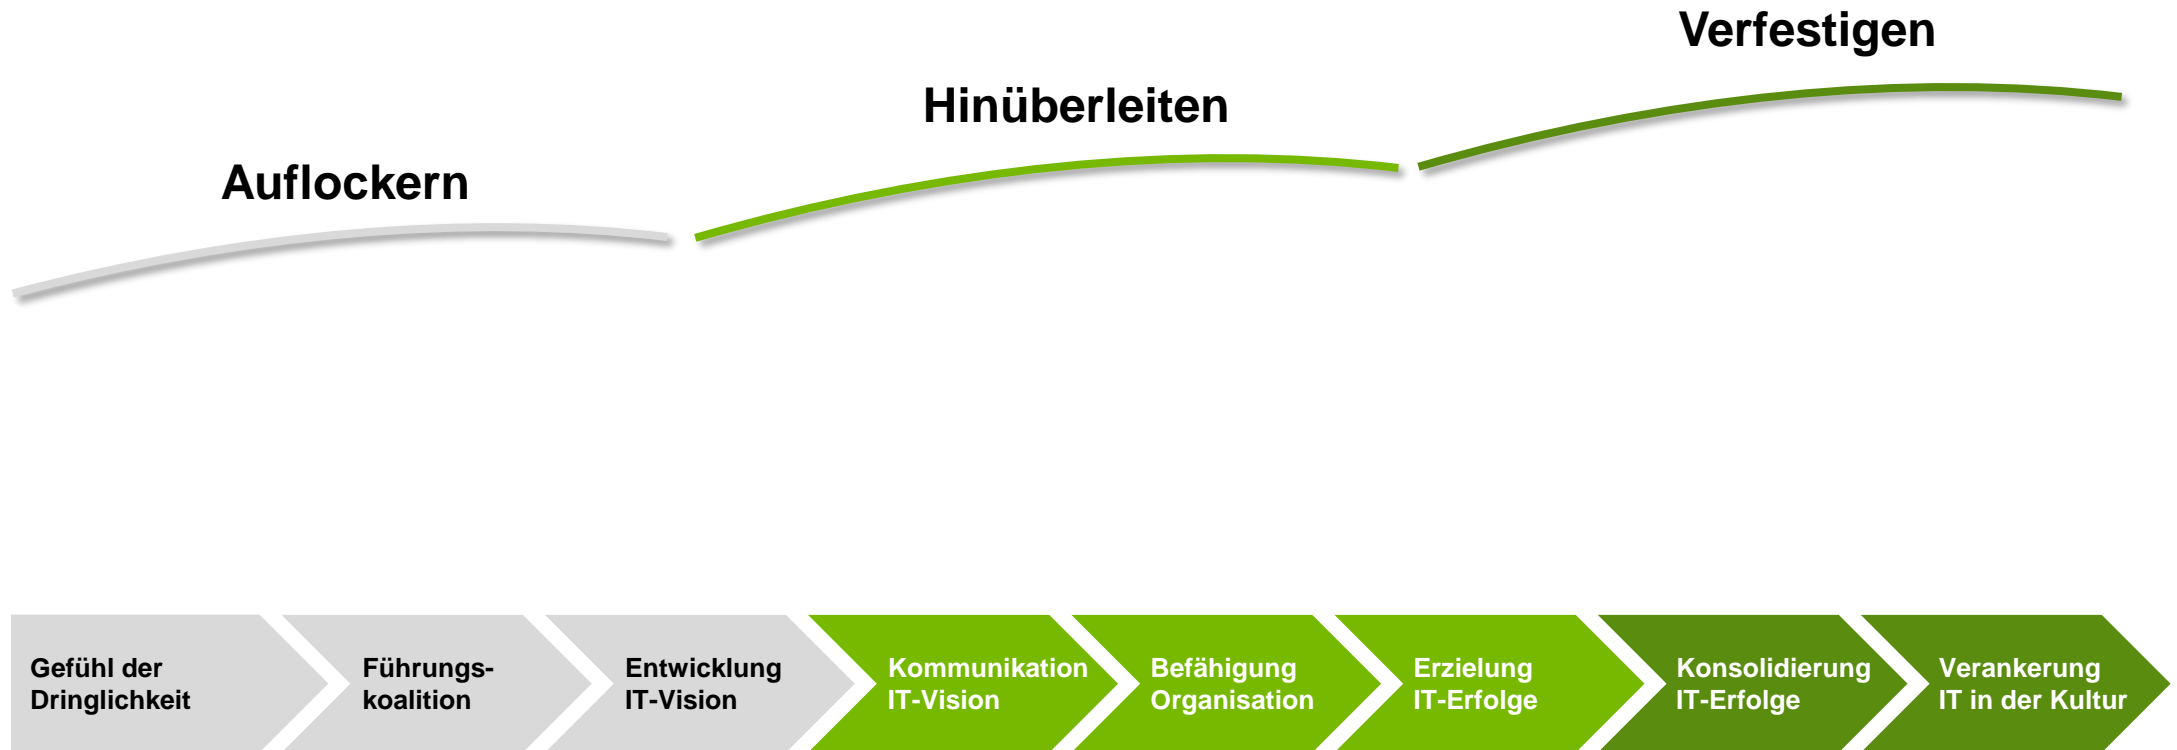 Verfestigen
Hinüberleiten
Auflockern
Gefühl der
Dringlichkeit
Führungs-
koalition
Entwicklung
IT-Vision
Kommunikation
IT-Vision
Befähigung
Organisation
Erzielung
IT-Erfolge
Konsolidierung
IT-Erfolge
Verankerung
IT in der Kultur